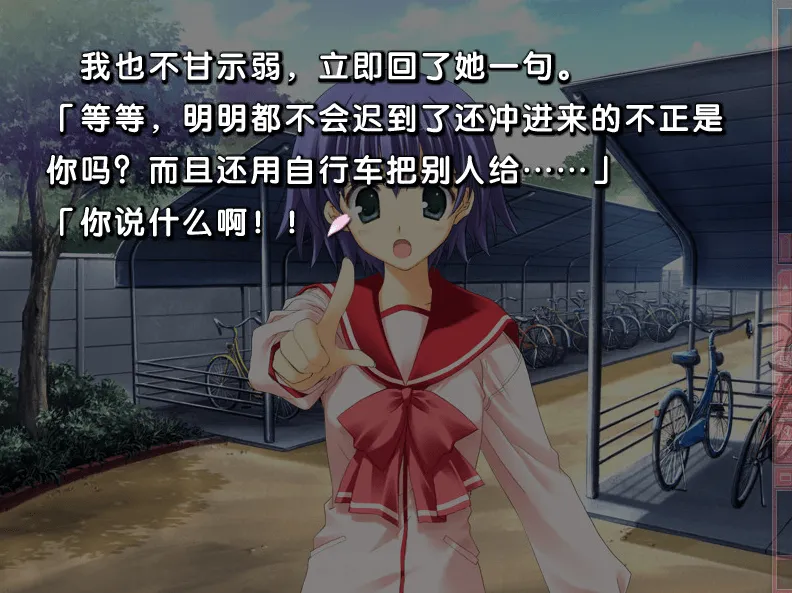 我也不甘示弱，立即回了她一句。
「等等，明明都不会迟到了还冲进来的不正是
你吗？而且还用自行车把别人给……」
「你说什么啊！！